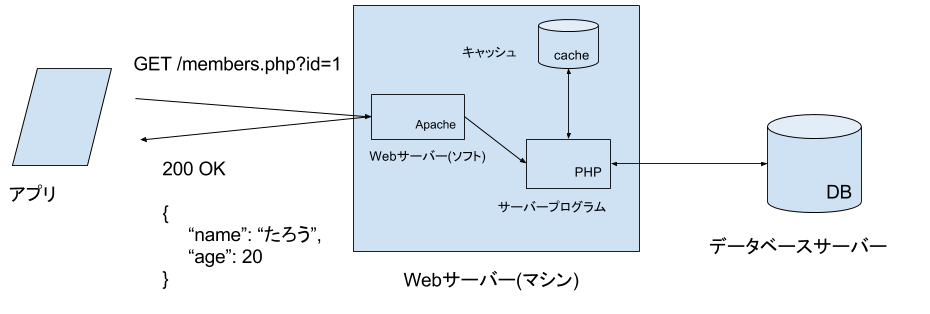 GET /members.php?id=1
アプリ
200 OK
{
“name”: “たろう”,
“age”: 20
}
キャッシュ
cache
Apache
Webサーバー(ソフト)
PHP
サーバープログラム
Webサーバー(マシン)
DB
データベースサーバー